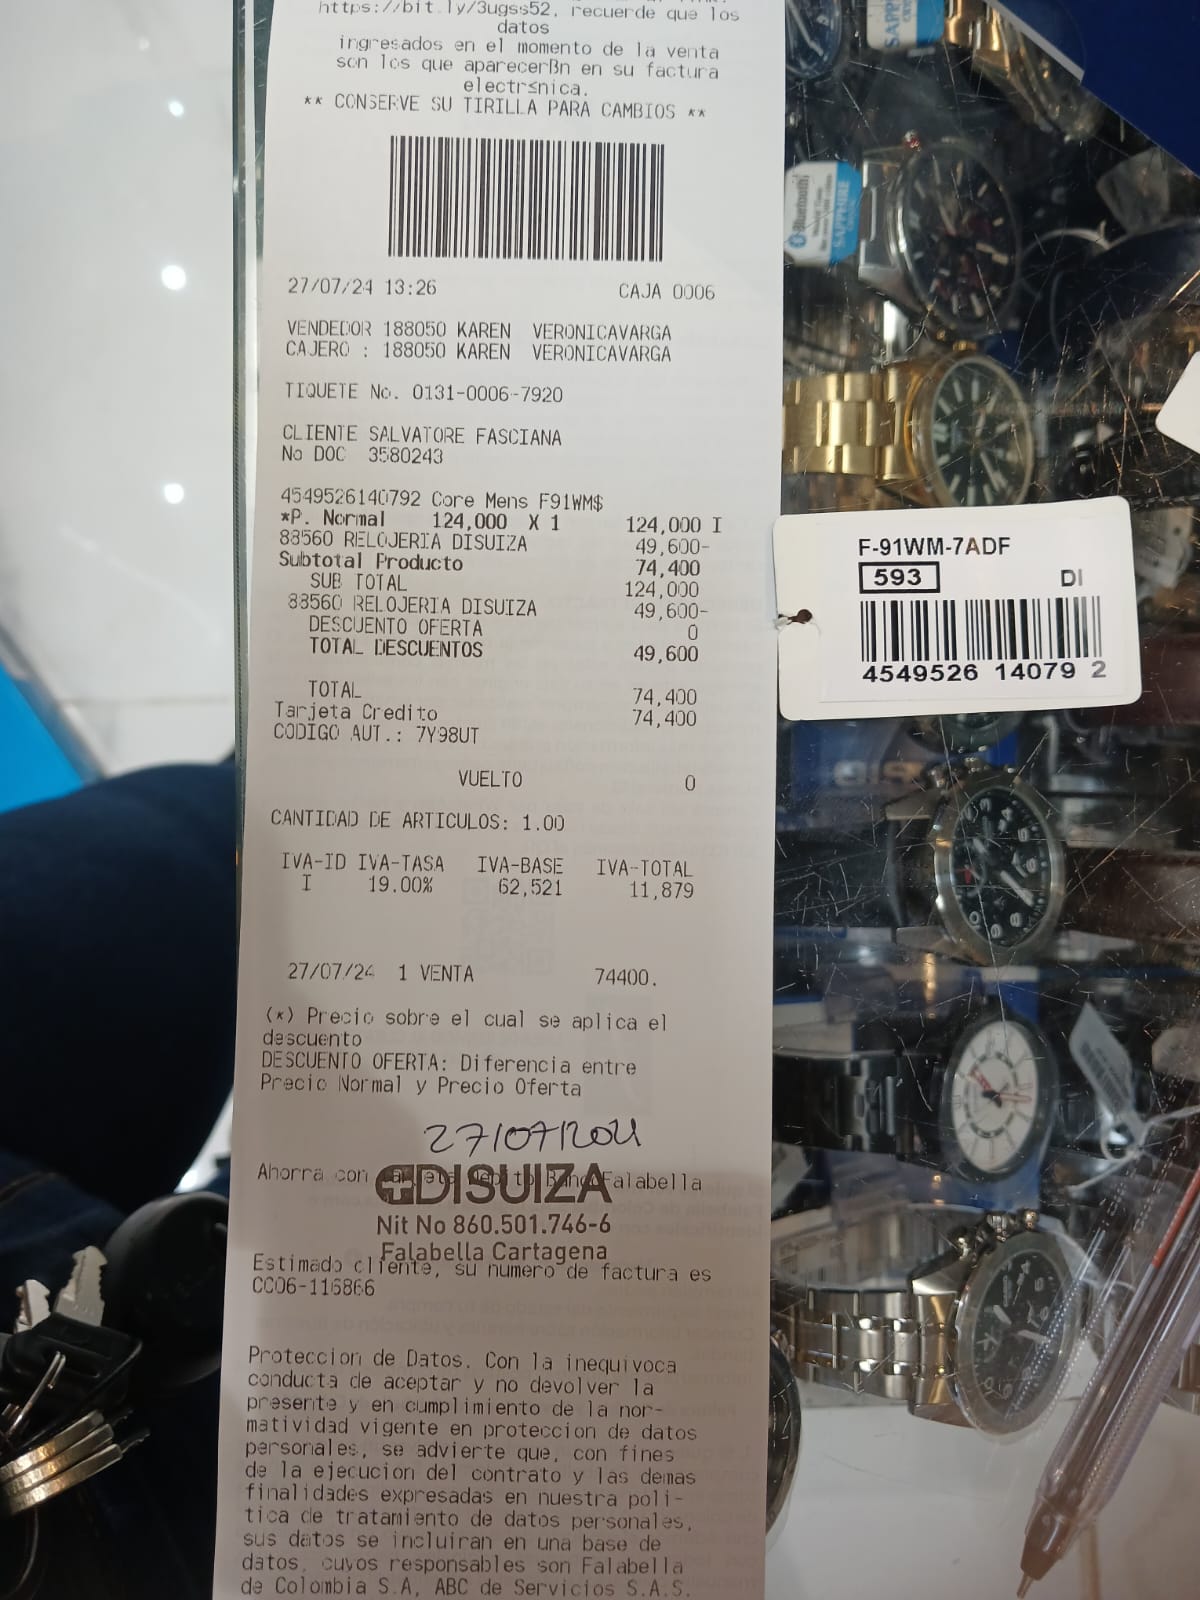 https://bit.ly/3ugss52, recuerde que los
datos
ingresados en el momento de la venta
son los que aparecerßn en su factura
electr≤nica.
** CONSERVE SU TIRILLA PARA CAMBIOS **
27/07/24 13:26 CAJA 0006
VENDEDOR 188050 KAREN VERONICAVARGA
CAJERO : 188050 KAREN VERONICAVARGA
TIQUETE No. 0131-0006-7920
CLIENTE SALVATORE FASCIANA
No DOC 3580243
4549526140792 Core Mens F91WM$
*P. Normal 124,000 X 1 124,000 I
88560 RELOJERIA DISUIZA 49,600-
Subtotal Producto 74,400
SUB TOTAL 124,000
88560 RELOJERIA DISUIZA 49,600-
DESCUENTO OFERTA 0
TOTAL DESCUENTOS 49,600
TOTAL 74,400
Tarjeta Credito 74,400
CODIGO AUT.: 7Y98UT
VUELTO 0
CANTIDAD DE ARTICULOS: 1.00
IVA-ID IVA-TASA IVA-BASE IVA-TOTAL
I 19.00% 62,521 11,879
27/07/24 1 VENTA 74400.
(*) Precio sobre el cual se aplica el
descuento
DESCUENTO OFERTA: Diferencia entre
Precio Normal y Precio Oferta
27/07/2024
Ahorra con Falabella
DISUIZA
Nit No 860.501.746-6
Falabella Cartagena
Estimado cliente, su numero de factura es
CC06-116866
Proteccion de Datos. Con la inequivoca
conducta de aceptar y no devolver la
presente y en cumplimiento de la nor-
matividad vigente en proteccion de datos
personales, se advierte que, con fines
de la ejecucion del contrato y las demas
finalidades expresadas en nuestra poli-
tica de tratamiento de datos personales,
sus datos se incluiran en una base de
datos, cuyos responsables son Falabella
de Colombia S.A, ABC de Servicios S.A.S.
F-91WM-7ADF
593 DI
4549526 14079 2
Bluetooth
SAPPHIRE